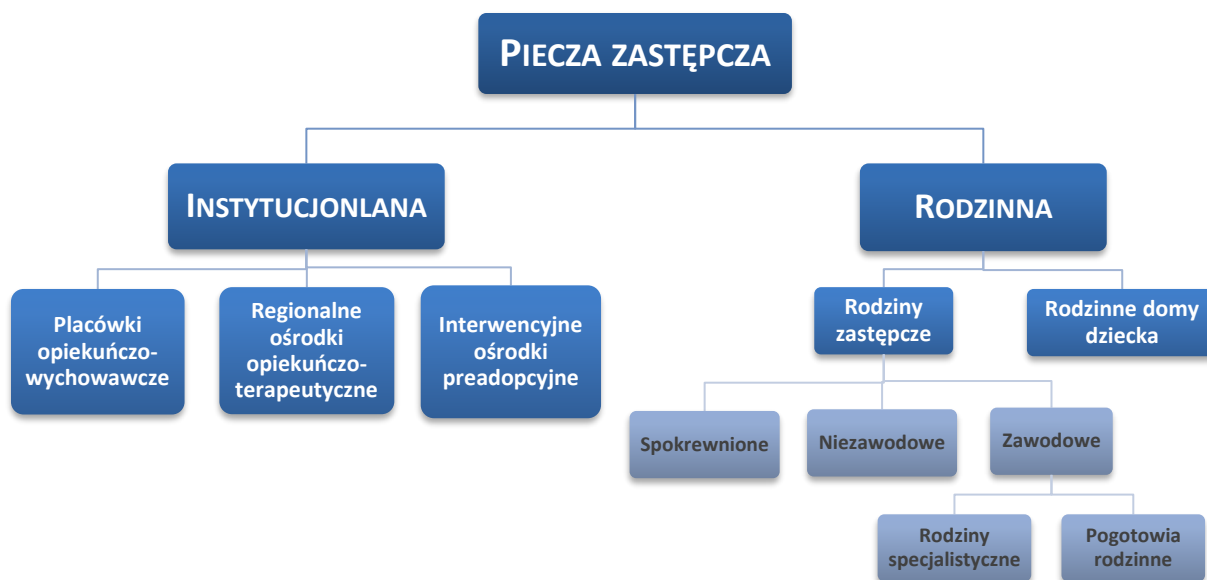 PIECZA ZASTĘPCZA
INSTYTUCJONLANA
RODZINNA
Placówki
opiekuńczo-
wychowawcze
Regionalne
ośrodki
opiekuńczo-
terapeutyczne
Interwencyjne
ośrodki
preadopcyjne
Rodziny
zastępcze
Rodzinne domy
dziecka
Spokrewnione
Niezawodowe
Zawodowe
Rodziny
specjalistyczne
Pogotowia
rodzinne